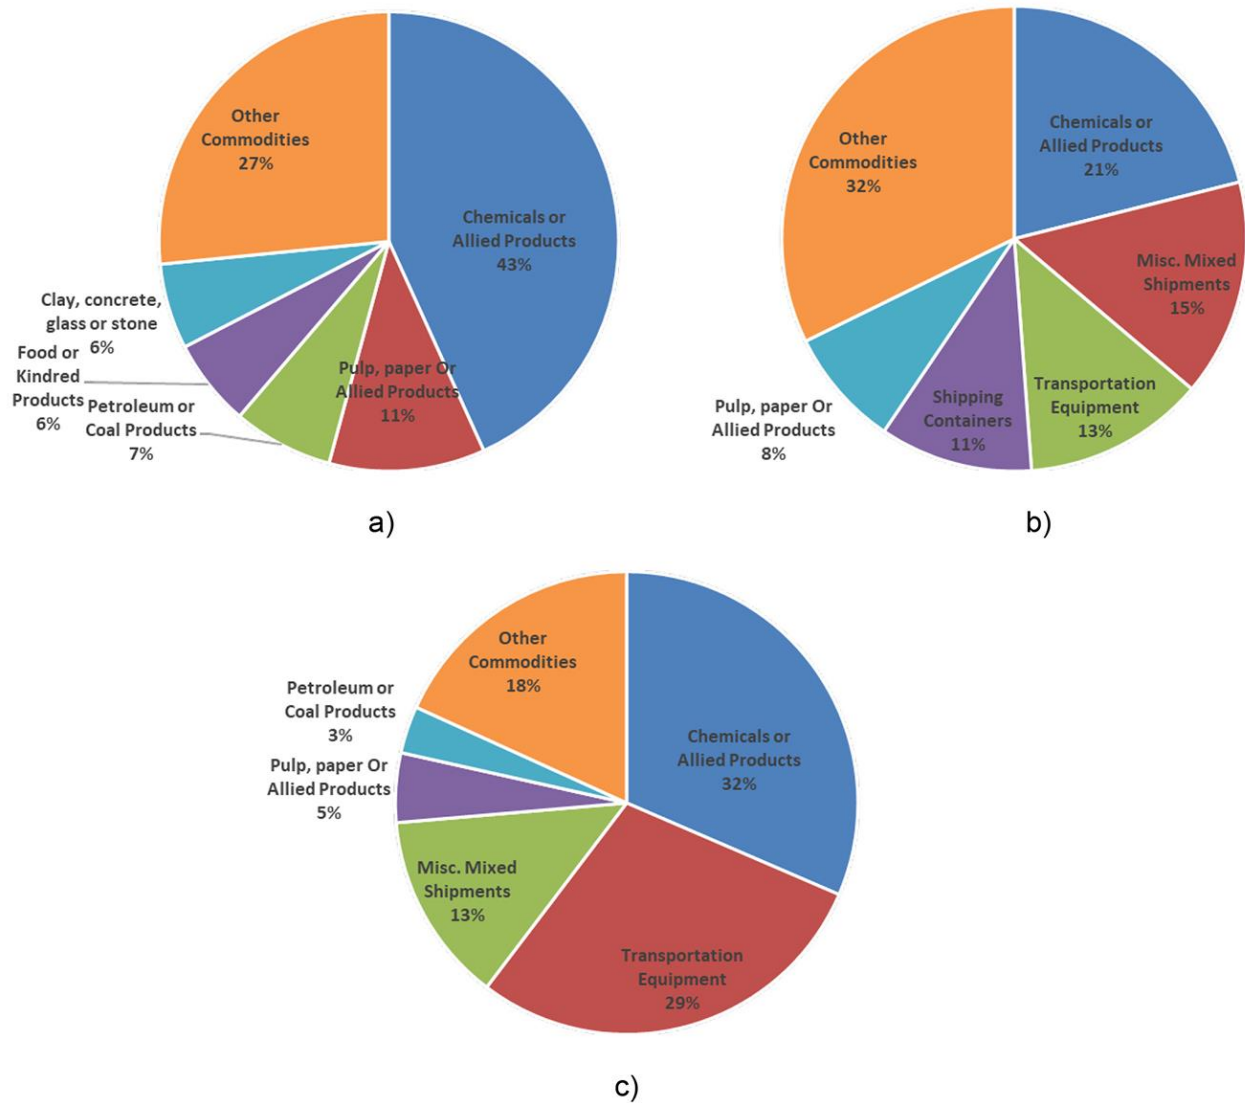 Other
Commodities
27%
Chemicals or
Allied Products
43%
Clay, concrete,
glass or stone
6%
Food or
Kindred
Products
6%
Petroleum or
Coal Products
7%
Pulp, paper Or
Allied Products
11%
a)
Other
Commodities
32%
Chemicals or
Allied Products
21%
Misc. Mixed
Shipments
15%
Transportation
Equipment
13%
Shipping
Containers
11%
Pulp, paper Or
Allied Products
8%
b)
Other
Commodities
18%
Petroleum or
Coal Products
3%
Pulp, paper Or
Allied Products
5%
Chemicals or
Allied Products
32%
Misc. Mixed
Shipments
13%
Transportation
Equipment
29%
c)